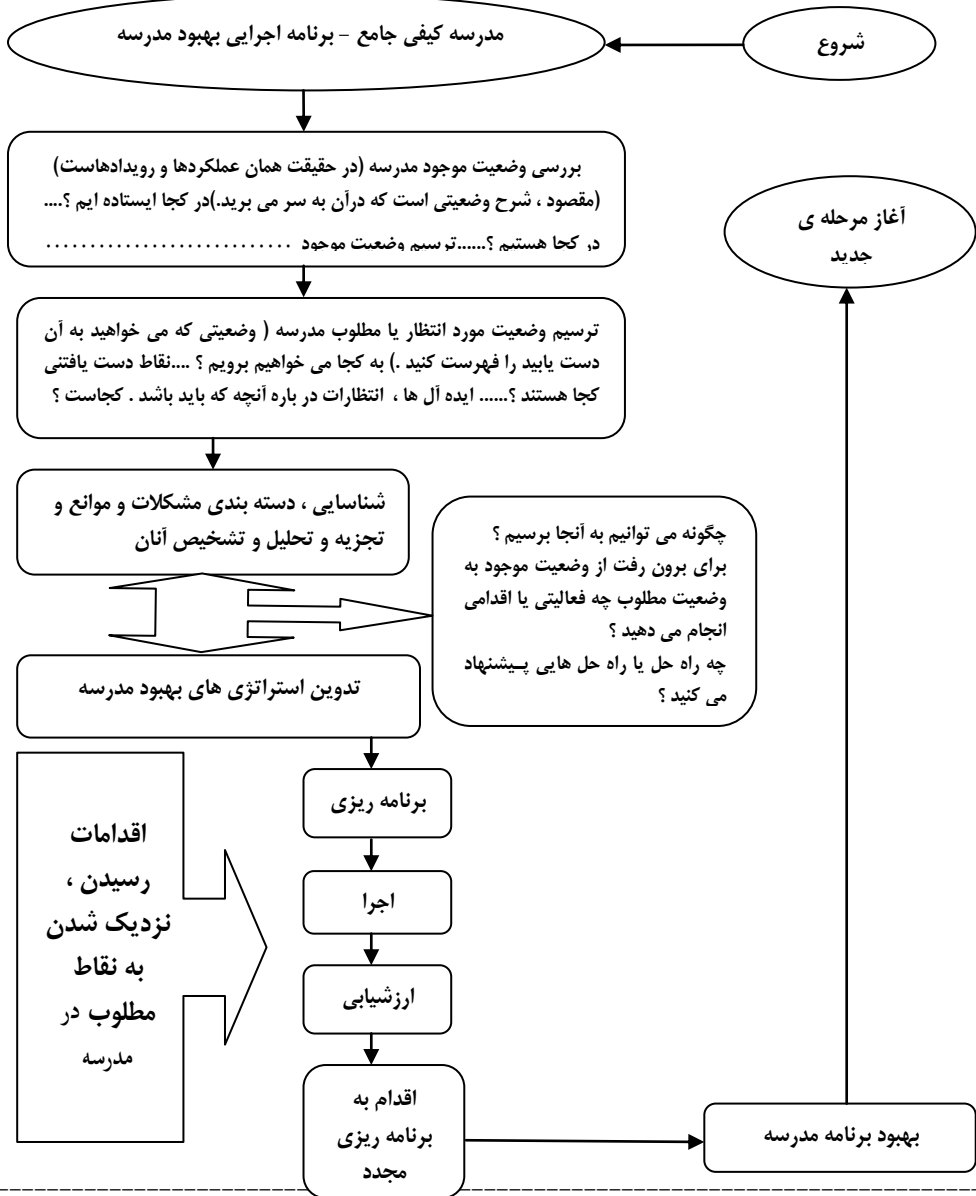 شروع
مدرسه کیفی جامع – برنامه اجرایی بهبود مدرسه
بررسی وضعیت موجود مدرسه (در حقیقت همان عملکردها و رویدادهاست)
(مقصود ، شرح وضعیتی است که درآن به سر می برید.)در کجا ایستاده ایم ؟....
در کجا هستیم ؟......ترسیم وضعیت موجود ............................
ترسیم وضعیت مورد انتظار یا مطلوب مدرسه ( وضعیتی که می خواهید به آن
دست یابید را فهرست کنید .) به کجا می خواهیم برویم ؟ ....نقاط دست یافتنی
کجا هستند ؟...... ایده آل ها ، انتظارات در باره آنچه که باید باشد . کجاست ؟
شناسایی ، دسته بندی مشکلات و موانع و
تجزیه و تحلیل و تشخیص آنان
چگونه می توانیم به آنجا برسیم ؟
برای برون رفت از وضعیت موجود به
وضعیت مطلوب چه فعالیتی یا اقدامی
انجام می دهید ؟
چه راه حل یا راه حل هایی پیشنهاد
می کنید ؟
تدوین استراتژی های بهبود مدرسه
برنامه ریزی
اجرا
ارزشیابی
اقدام به
برنامه ریزی
مجدد
اقدامات
رسیدن ،
نزدیک شدن
به نقاط
مطلوب در
مدرسه
بهبود برنامه مدرسه
آغاز مرحله ی
جدید